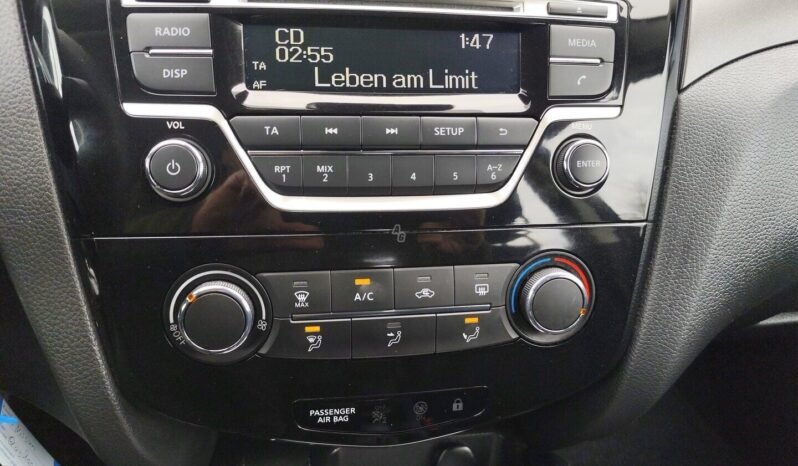 RADIO
CD
1:47
MEDIA
02:55
TA
DISP
Leben am Limit
AF
VOL
MENU
TA
SETUP
ENTER
RPT
1
MIX
2
3
4
5
A-Z
6
MAX
A/C
OFF
PASSENGER
AIR BAG